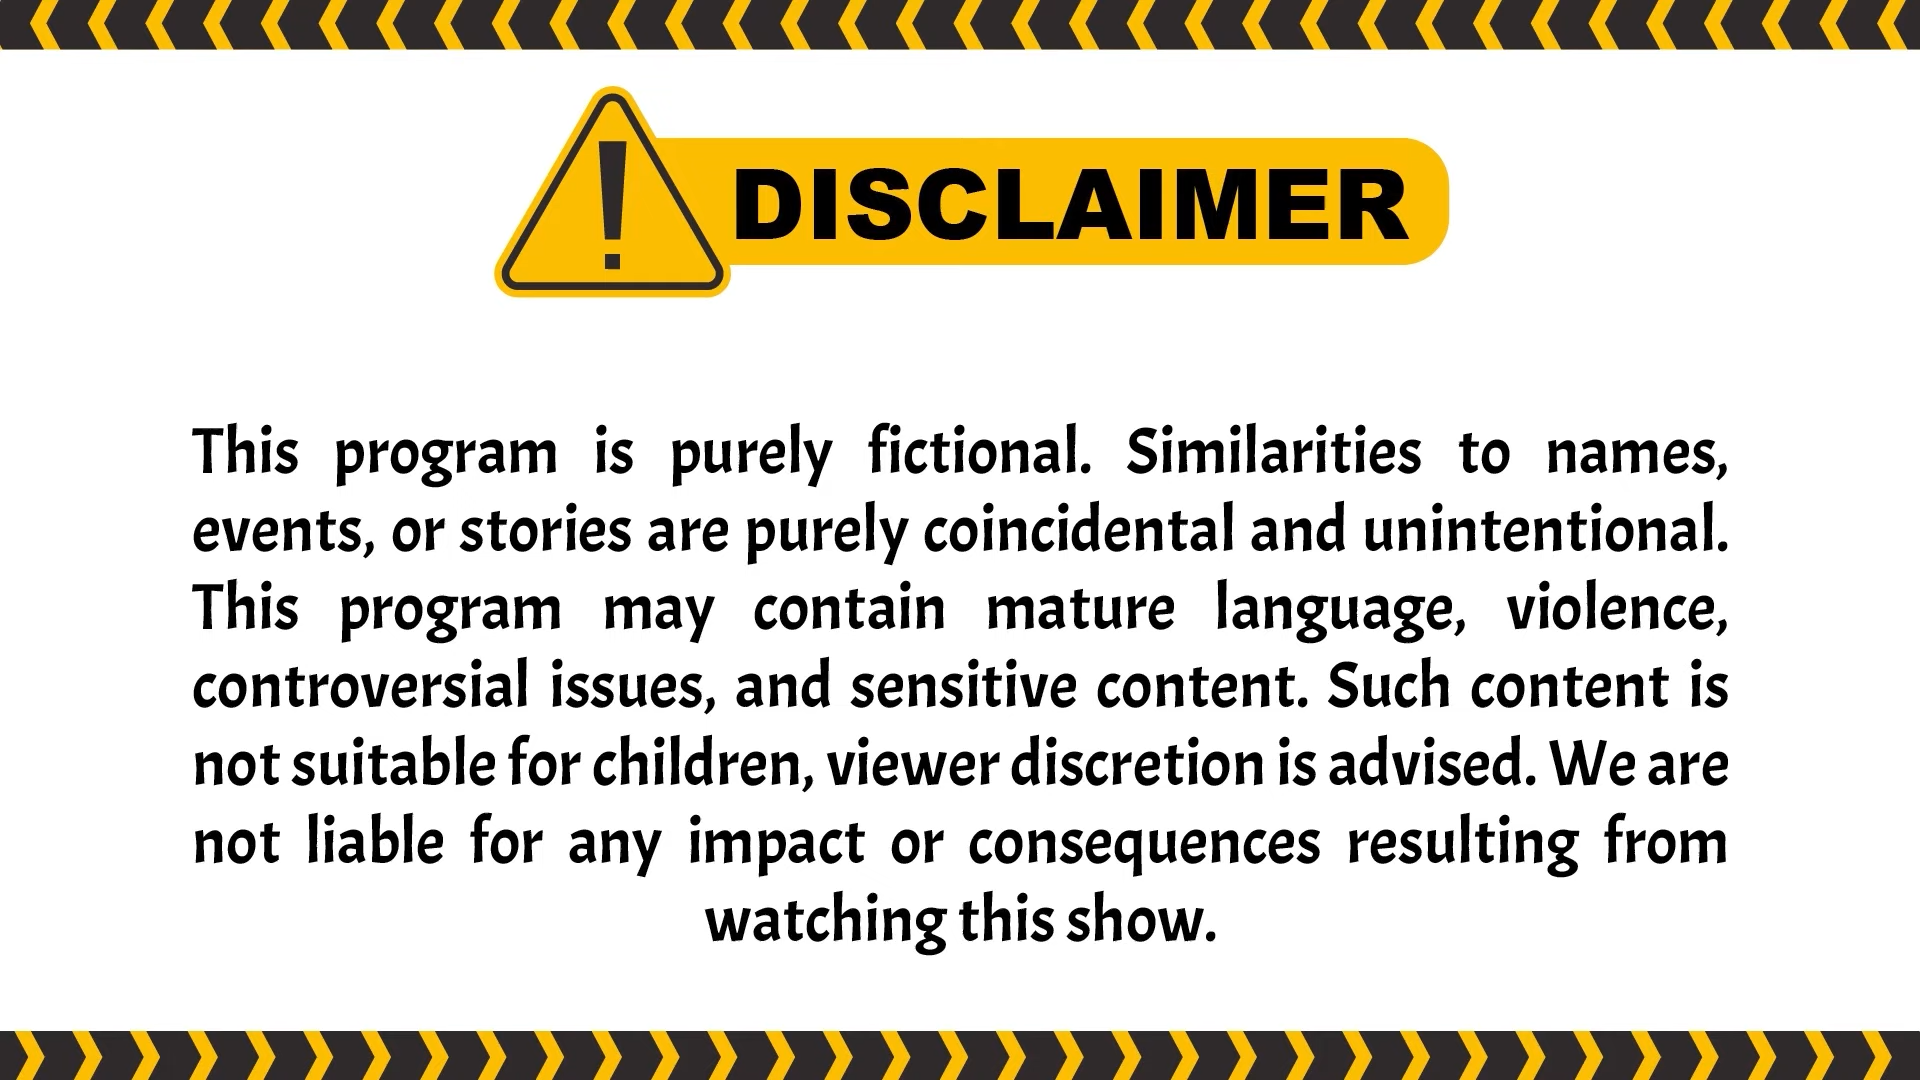 DISCLAIMER
This program is purely fictional. Similarities to names,
events, or stories are purely coincidental and unintentional.
This program may contain mature language, violence,
controversial issues, and sensitive content. Such content is
not suitable for children, viewer discretion is advised. We are
not liable for any impact or consequences resulting from
watching this show.